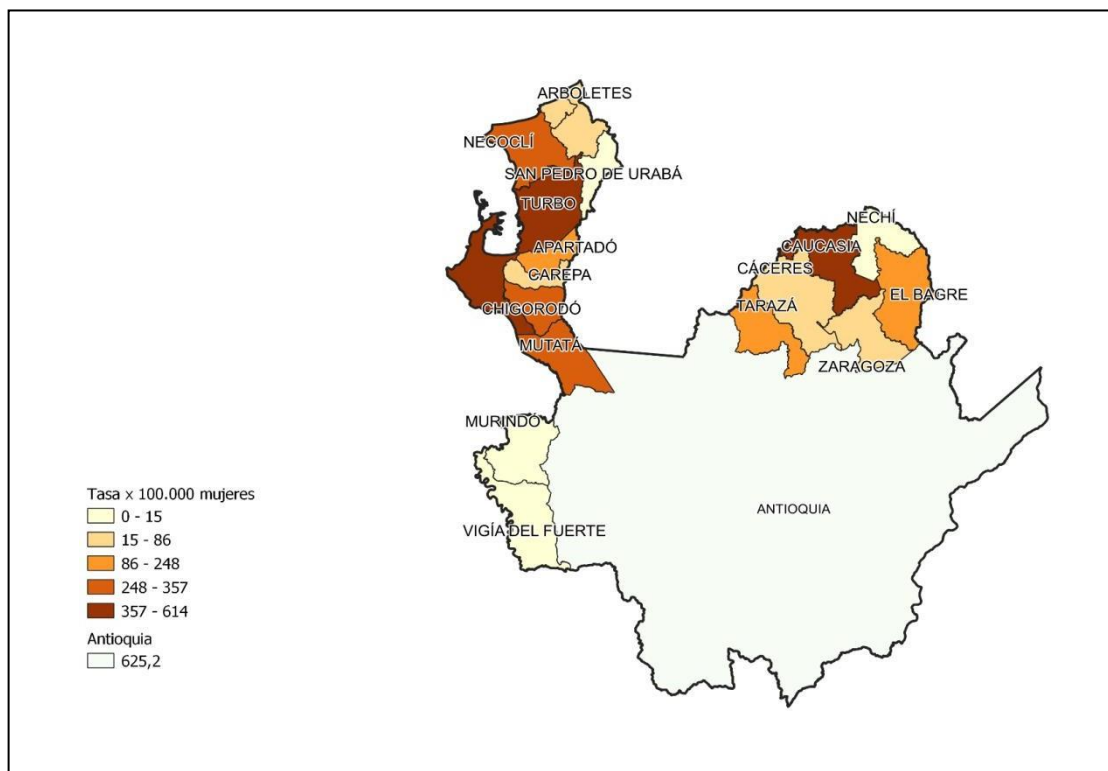 ARBOLETES
NECOCLÍ
SAN PEDRO DE URABÁ
TURBO
NECHÍ
APARTADÓ
CAUCASIA
CAREPA
CÁCERES
EL BAGRE
CHIGORODÓ
TARAZÁ
MUTATÁ
ZARAGOZA
MURINDÓ
ANTIOQUIA
VIGÍA DEL FUERTE
Tasa x 100.000 mujeres
0 - 15
15 - 86
86 - 248
248 - 357
357 - 614
Antioquia
625,2